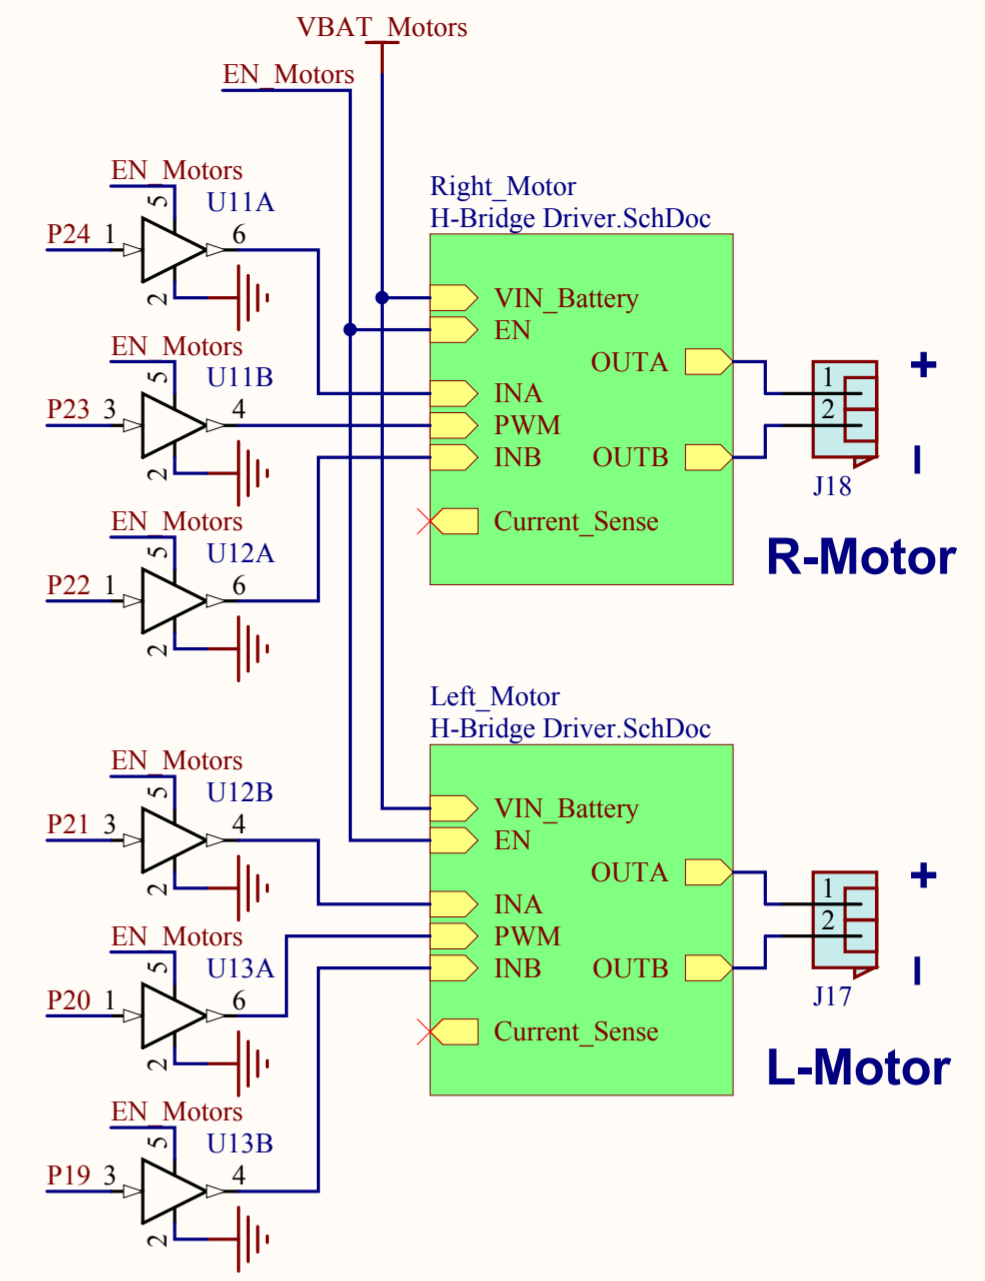 VBAT_Motors
EN_Motors
EN_Motors
5
U11A
P24 1
6
2
EN_Motors
5
U11B
P23 3
4
2
EN_Motors
5
U12A
P22 1
6
2
Right_Motor
H-Bridge Driver.SchDoc
VIN_Battery
EN
OUTA
INA
PWM
INB
OUTB
Current_Sense
1
2
+
-
J18
R-Motor
EN_Motors
5
U12B
P21 3
4
2
EN_Motors
5
U13A
P20 1
6
2
EN_Motors
5
U13B
P19 3
4
2
Left_Motor
H-Bridge Driver.SchDoc
VIN_Battery
EN
OUTA
INA
PWM
INB
OUTB
Current_Sense
1
2
+
-
J17
L-Motor